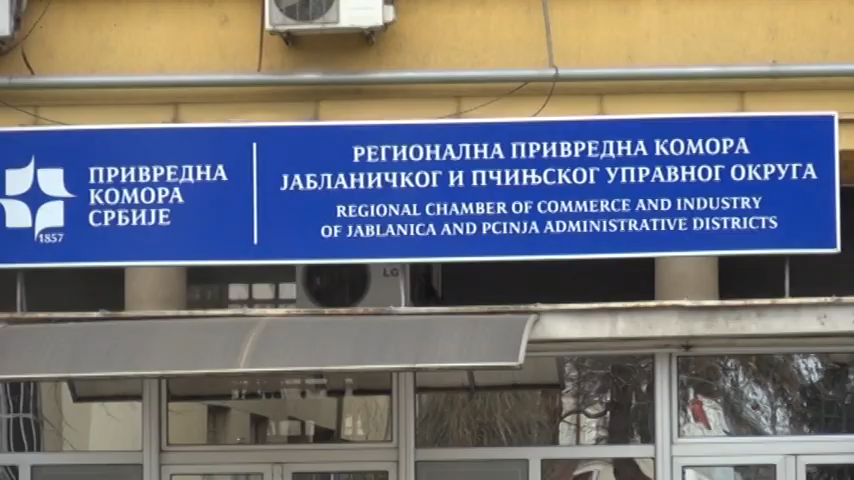 ПРИВРЕДНА
КОМОРА
СРБИЈЕ
1857
РЕГИОНАЛНА ПРИВРЕДНА КОМОРА
ЈАБЛАНИЧКОГ И ПЧИЊСКОГ УПРАВНОГ ОКРУГА
REGIONAL CHAMBER OF COMMERCE AND INDUSTRY
OF JABLANICA AND PCINJA ADMINISTRATIVE DISTRICTS
LG